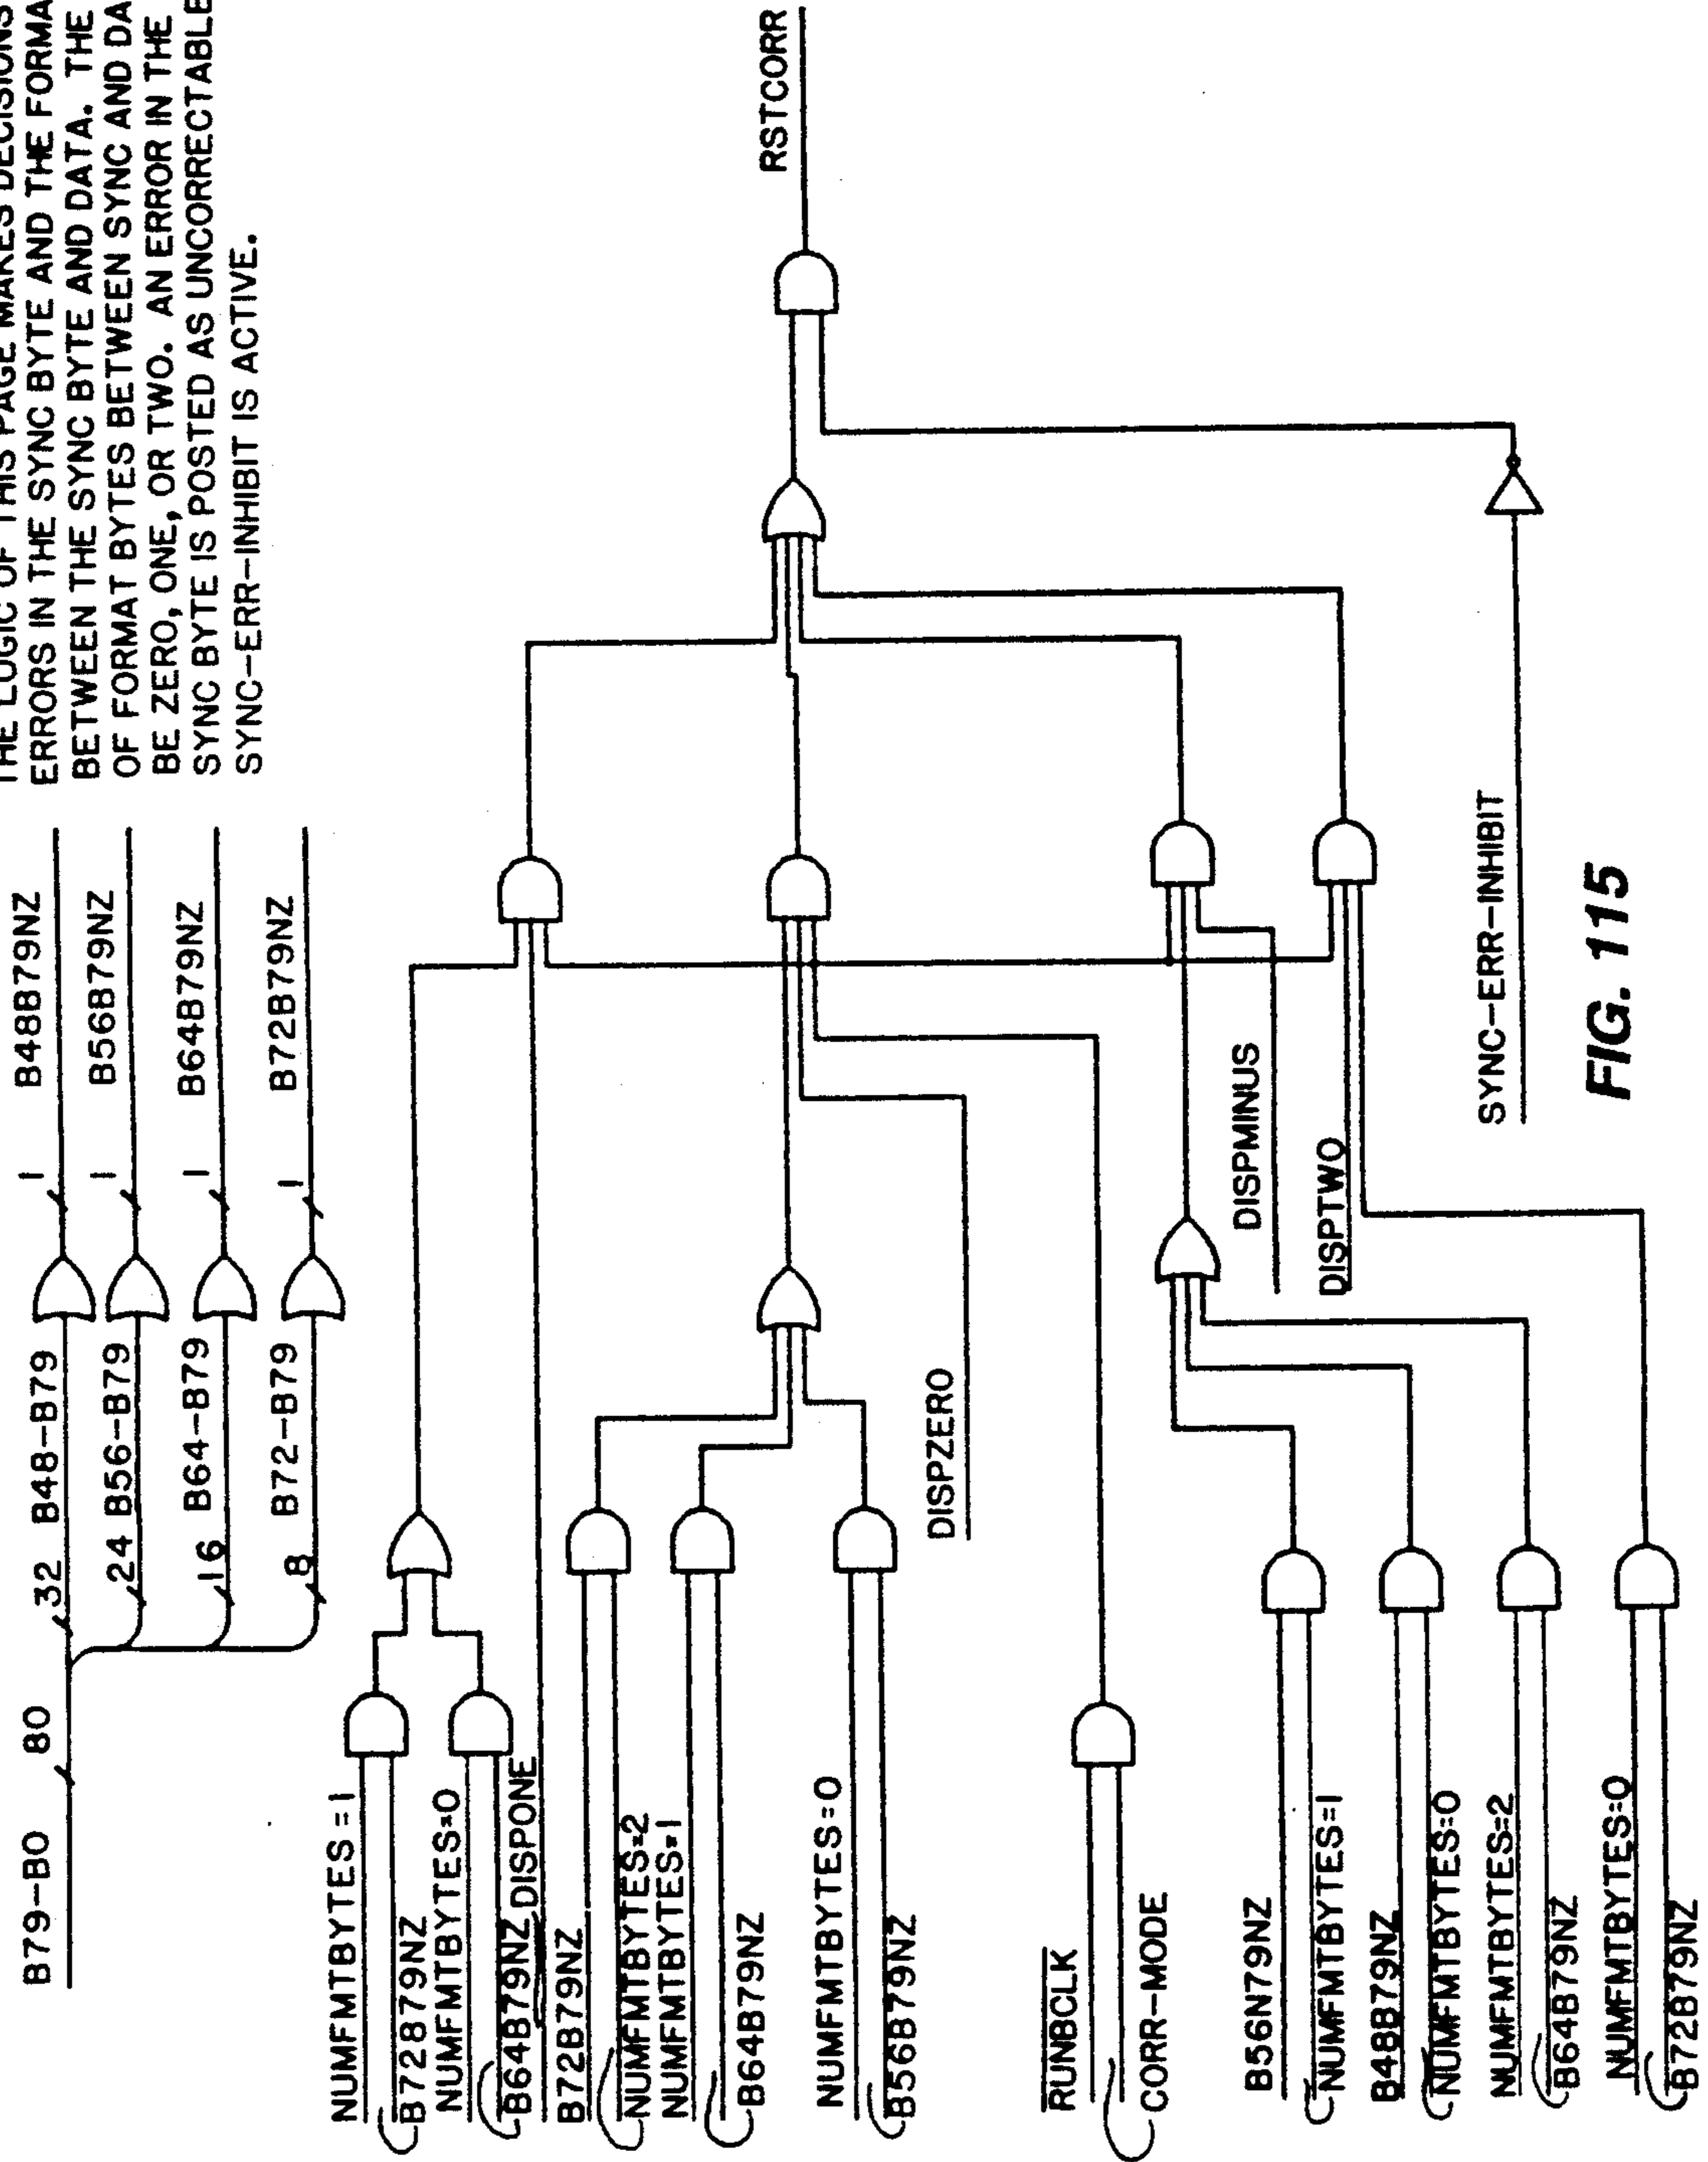 THE LOGIC OF THIS PAGE MAKES DECISIONS
ERRORS IN THE SYNC BYTE AND THE FORMA
BETWEEN THE SYNC BYTE AND DATA. THE
OF FORMAT BYTES BETWEEN SYNC AND DA
BE ZERO, ONE, OR TWO. AN ERROR IN THE
SYNC BYTE IS POSTED AS UNCORRECTABLE
SYNC-ERR-INHIBIT IS ACTIVE.
B79-B0 80
32 B48-B79 1 B48B79NZ
24 B56-B79 1 B56B79NZ
16 B64-B79 1 B64B79NZ
8 B72-B79 1 B72B79NZ
NUMFMTBYTES=1
B72B79NZ
NUMFMTBYTES=0
B64B79NZ
DISPONE
B72B79NZ
NUMFMTBYTES=2
NUMFMTBYTES=1
B64B79NZ
NUMFMTBYTES=0
B56B79NZ
DISPZERO
RUNBCLK
CORR-MODE
B56N79NZ
NUMFMTBYTES=1
B48B79NZ
NUMFMTBYTES=0
NUMFMTBYTES=2
B64B79NZ
NUMFMTBYTES=0
B72B79NZ
DISPMINUS
DISPTWO
SYNC-ERR-INHIBIT
RSTCORR
FIG. 115